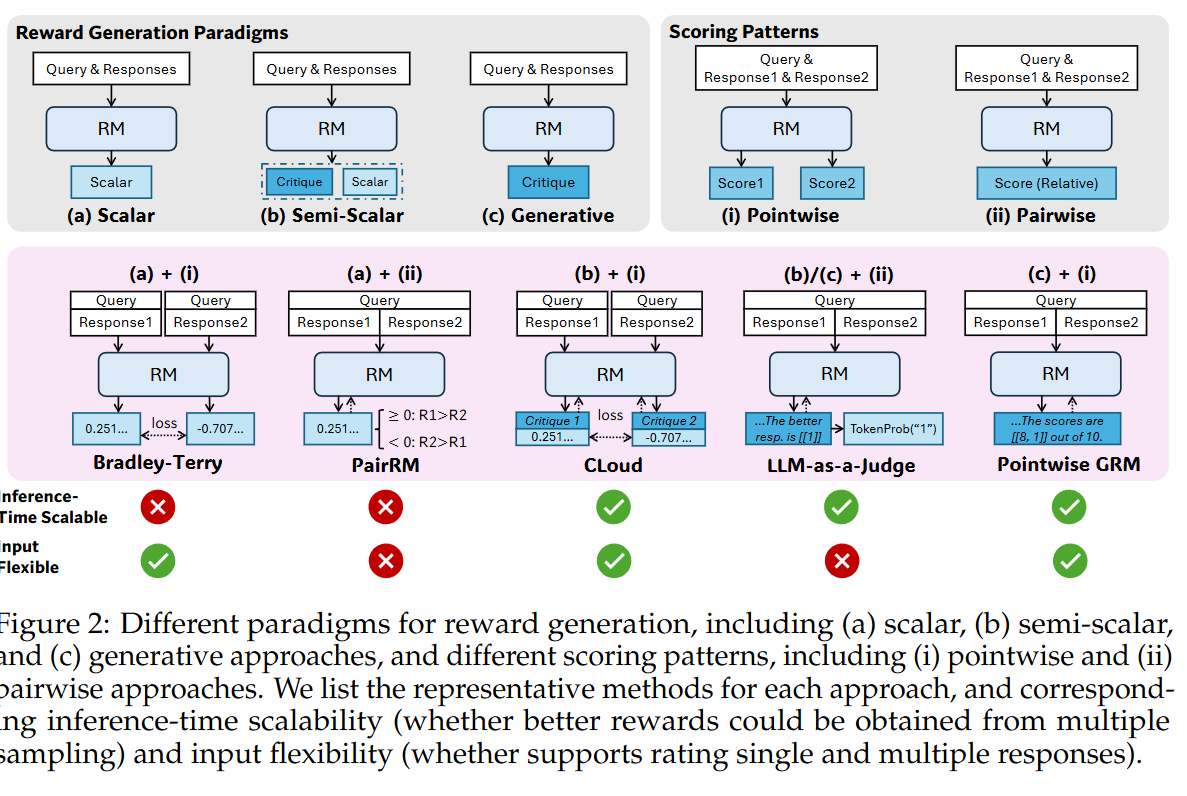 Reward Generation Paradigms
Query & Responses
RM
Scalar
(a) Scalar
Query & Responses
RM
Critique
Scalar
(b) Semi-Scalar
Query & Responses
RM
Critique
(c) Generative
Scoring Patterns
Query &
Response1 & Response2
RM
Score1
Score2
(i) Pointwise
Query &
Response1 & Response2
RM
Score (Relative)
(ii) Pairwise
(a) + (i)
Query
Query
Response1
Response2
RM
0.251...
loss
-0.707...
Bradley-Terry
(a) + (ii)
Query
Response1
Response2
RM
0.251...
≥ 0: R1>R2
< 0: R2>R1
PairRM
(b) + (i)
Query
Query
Response1
Response2
RM
Critique 1
0.251...
loss
Critique 2
-0.707...
CLoud
(b)/(c) + (ii)
Query
Response1
Response2
RM
...The better
resp. is [[1]]
TokenProb(“1”)
LLM-as-a-Judge
(c) + (i)
Query
Response1
Response2
RM
...The scores are
[[8, 1]] out of 10.
Pointwise GRM
nference-
Time Scalable
nput
Flexible
Figure 2: Different paradigms for reward generation, including (a) scalar, (b) semi-scalar,
and (c) generative approaches, and different scoring patterns, including (i) pointwise and (ii)
pairwise approaches. We list the representative methods for each approach, and correspond-
ing inference-time scalability (whether better rewards could be obtained from multiple
sampling) and input flexibility (whether supports rating single and multiple responses).